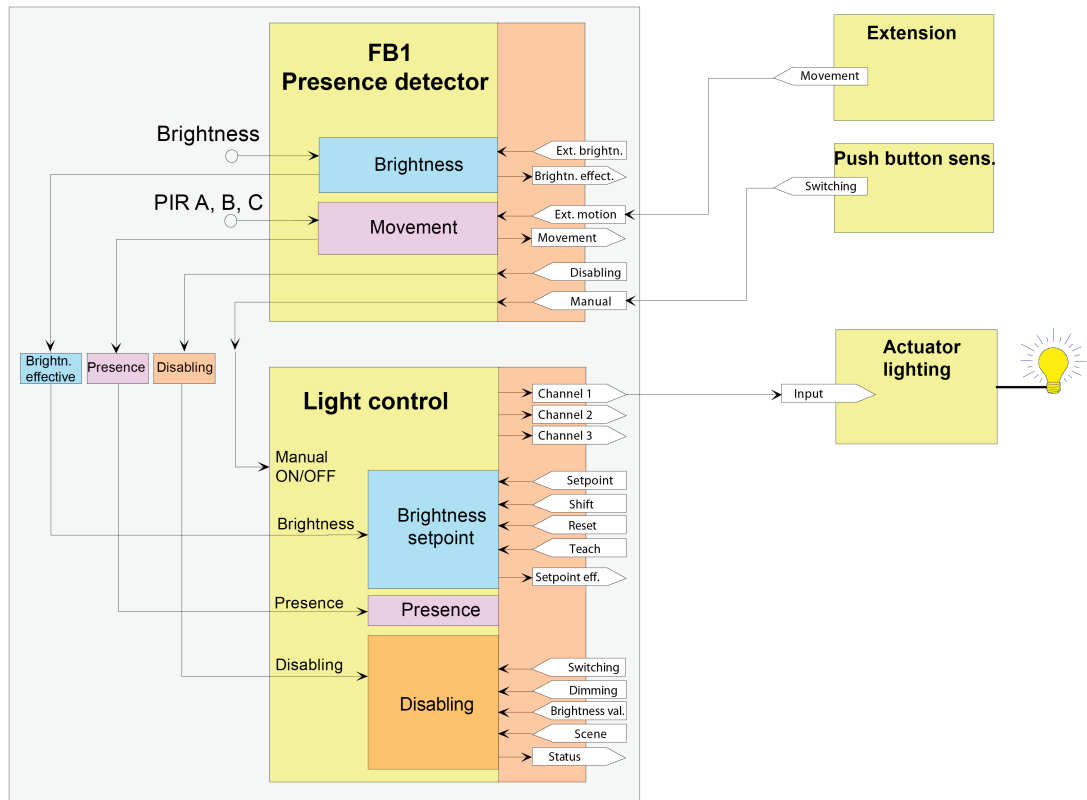 FB1
Presence detector
Extension
Movement
Brightness
Brightness
Ext. brightn.
Brightn. effect.
Push button sens.
Switching
PIR A, B, C
Movement
Ext. motion
Movement
Disabling
Manual
Brightn.
effective
Presence
Disabling
Actuator
lighting
Input
Light control
Channel 1
Channel 2
Channel 3
Manual
ON/OFF
Brightness
Brightness
setpoint
Setpoint
Shift
Reset
Teach
Setpoint eff.
Presence
Presence
Disabling
Disabling
Switching
Dimming
Brightness val.
Scene
Status